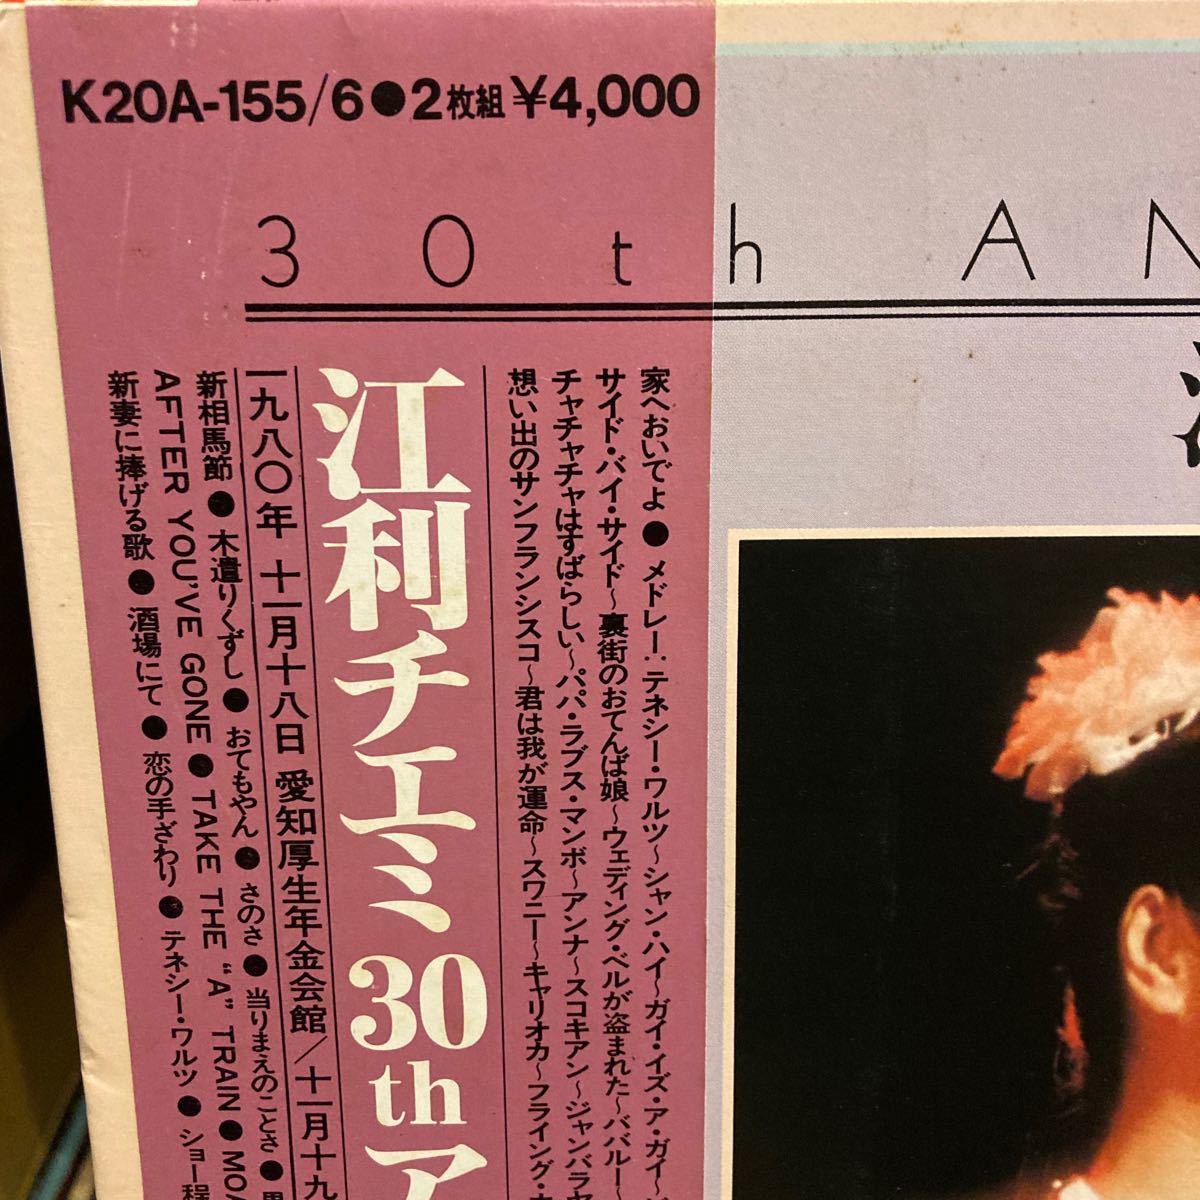 K20A-155/6●2枚組 ¥4,000
30th AN
家へおいでよ●メドレー：テネシー・ワルツ〜シャン・ハイ〜ガイ・イズ・ア・ガイ〜
サイド・バイ・サイド〜裏街のおてんば娘〜ウェディング・ベルが盗まれた〜ババルー〜
チャチャチャはすばらしい〜パパ・ラブス・マンボ〜アンナ〜スコキアン〜ジャンバラヤ
想い出のサンフランシスコ〜君は我が運命〜スワニー〜キャリオカ〜フライング・
江利チエミ30thア
一九八〇年 十一月十八日 愛知厚生年金会館/十一月十九
新相馬節●木遣りくずし●おてもやん●さのさ●当りまえのことさ●
AFTER YOU'VE GONE●TAKE THE "A" TRAIN●MOA
新妻に捧げる歌●酒場にて●恋の手ざわり●テネシー・ワルツ●ショー程